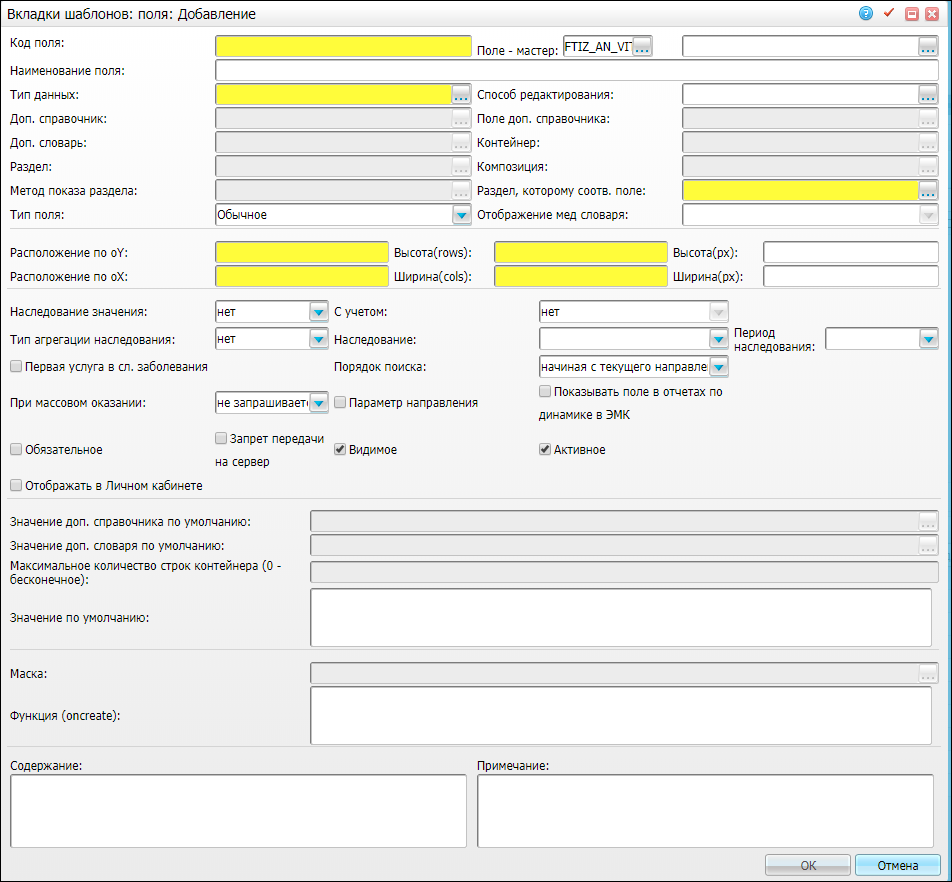 Вкладки шаблонов: поля: Добавление
Код поля:
Поле - мастер: FTIZ_AN_VIT ...
...
Наименование поля:
Тип данных: ...
Способ редактирования: ...
Доп. справочник: ...
Поле доп. справочника: ...
Доп. словарь: ...
Контейнер: ...
Раздел: ...
Композиция: ...
Метод показа раздела: ...
Раздел, которому соотв. поле: ...
Тип поля: Обычное
Отображение мед словаря:
Расположение по oY:
Высота(rows):
Высота(px):
Расположение по oX:
Ширина(cols):
Ширина(px):
Наследование значения: нет
С учетом: нет
Тип агрегации наследования: нет
Наследование:
Период
наследования:
Первая услуга в сл. заболевания
Порядок поиска: начиная с текущего направле
При массовом оказании: не запрашивает
Параметр направления
Показывать поле в отчетах по
динамике в ЭМК
Обязательное
Запрет передачи
на сервер
Видимое
Активное
Отображать в Личном кабинете
Значение доп. справочника по умолчанию: ...
Значение доп. словаря по умолчанию: ...
Максимальное количество строк контейнера (0 -
бесконечное):
Значение по умолчанию:
Маска: ...
Функция (oncreate):
Содержание:
Примечание:
ОК
Отмена